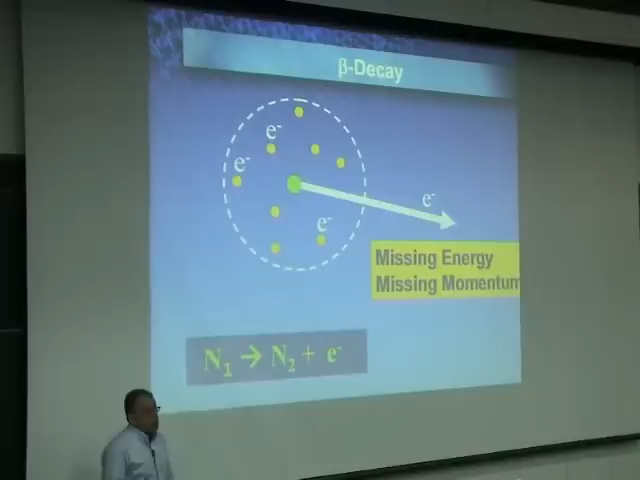 β-Decay
e⁻
e⁻
e⁻
e⁻
Missing Energy
Missing Momentum
N₁ → N₂ + e⁻